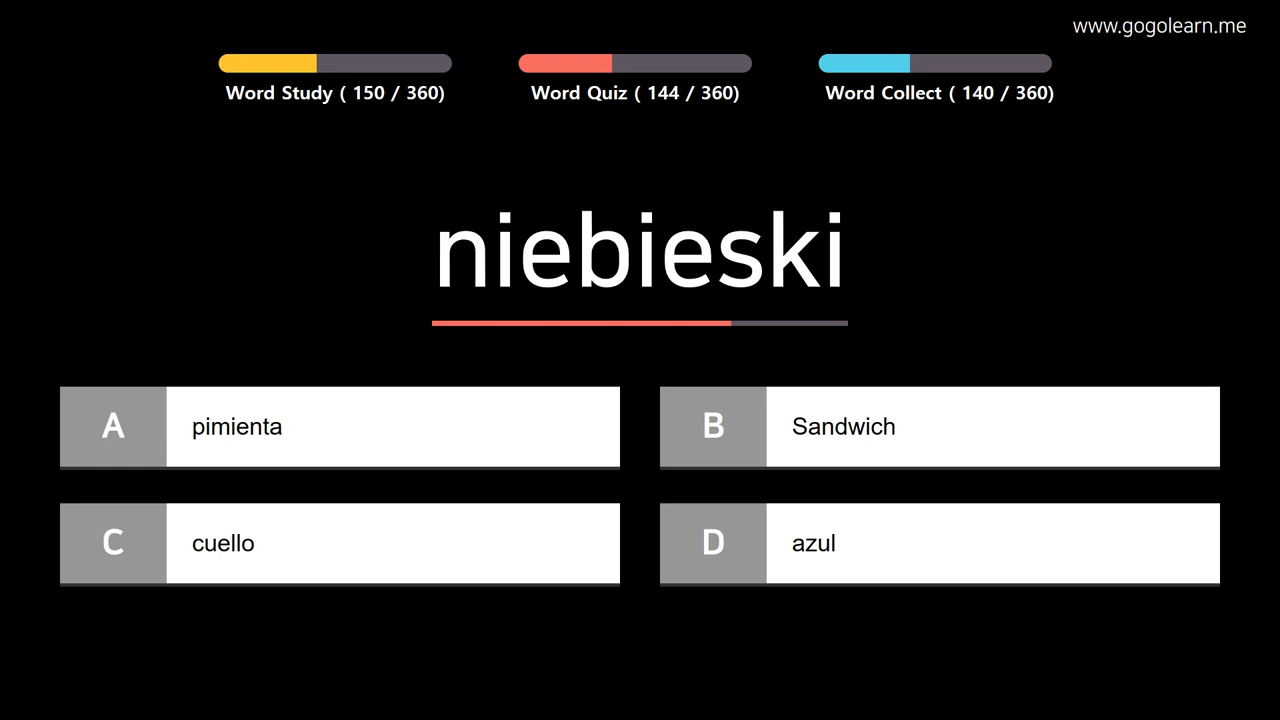 www.gogolearn.me
Word Study ( 150 / 360)
Word Quiz ( 144 / 360)
Word Collect ( 140 / 360)
niebieski
A pimienta
B Sandwich
C cuello
D azul